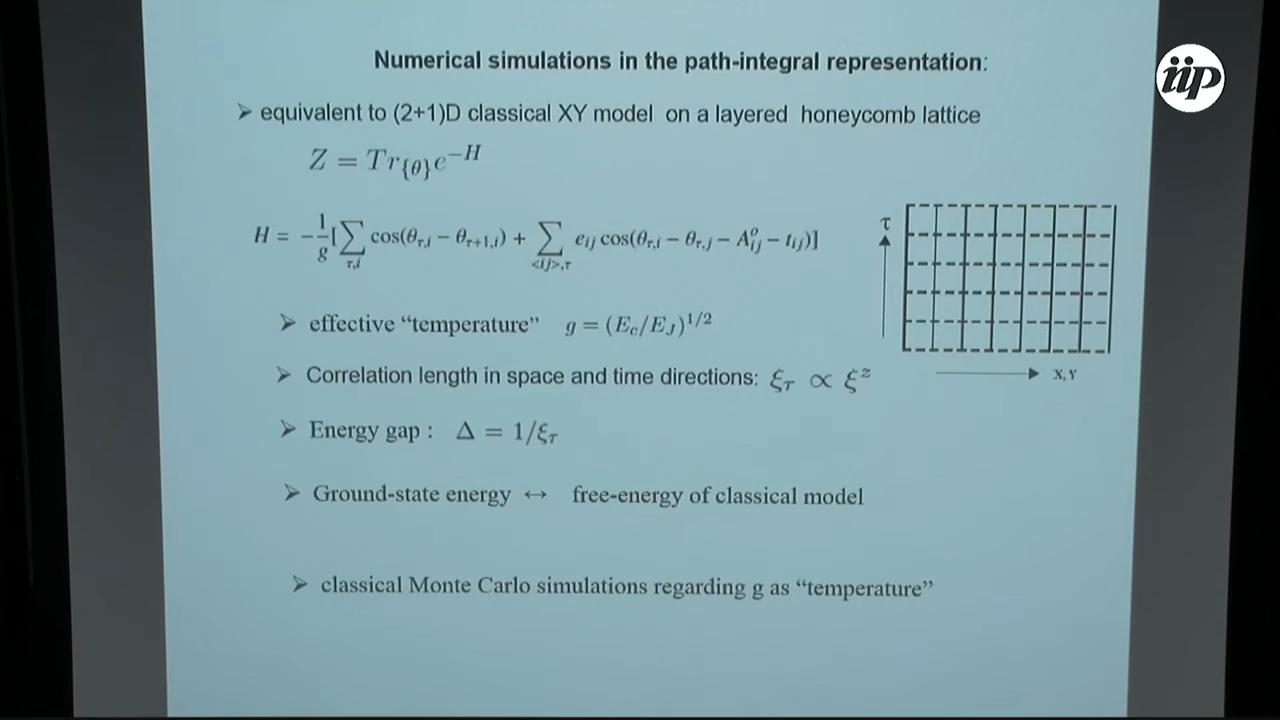 Numerical simulations in the path-integral representation:
iip
➢ equivalent to (2+1)D classical XY model on a layered honeycomb lattice
Z = Tr_{θ} e^{−H}
H = −1/g [∑_{τ,i} cos(θ_{τ,i} − θ_{τ+1,i}) + ∑_{<ij>,τ} e_{ij} cos(θ_{τ,i} − θ_{τ,j} − A^o_{ij} − t_{ij})]
τ
➢ effective “temperature” g = (E_c/E_J)^{1/2}
➢ Correlation length in space and time directions: ξ_τ ∝ ξ^z
X,Y
➢ Energy gap : Δ = 1/ξ_τ
➢ Ground-state energy ↔ free-energy of classical model
➢ classical Monte Carlo simulations regarding g as “temperature”